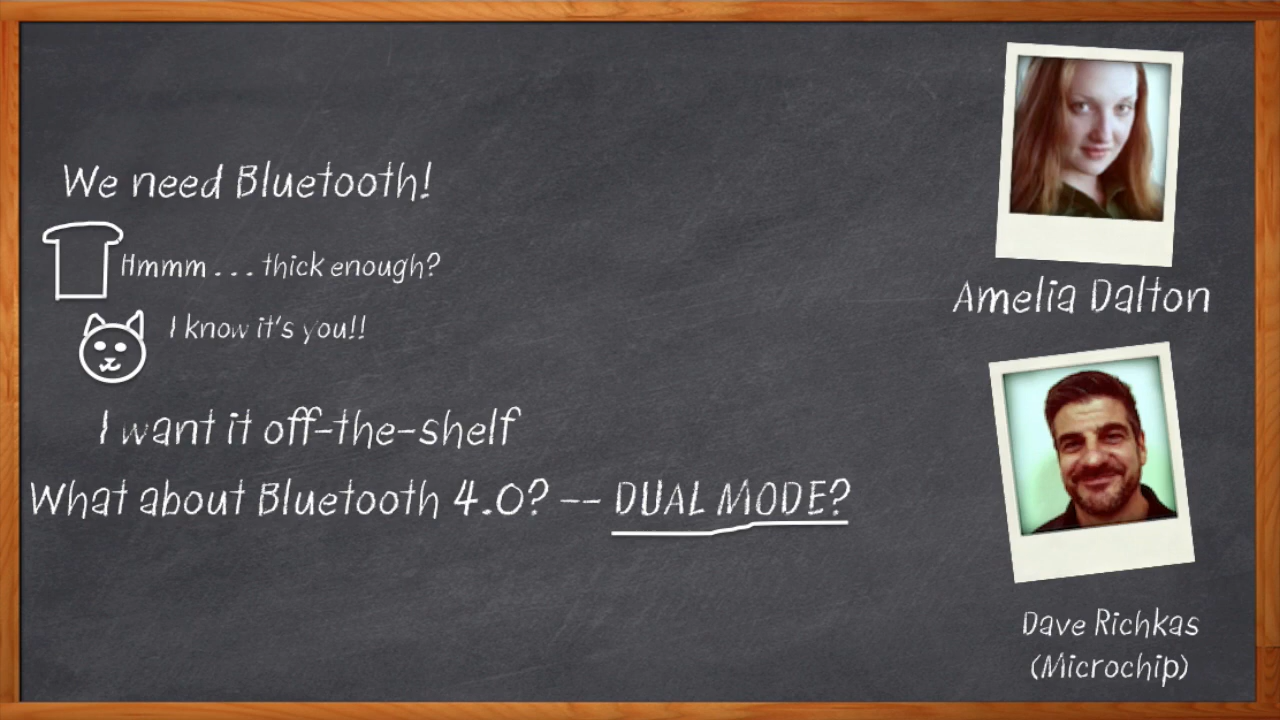 We need Bluetooth!
Hmmm . . . thick enough?
I know it's you!!
I want it off-the-shelf
What about Bluetooth 4.0? -- DUAL MODE?
Amelia Dalton
Dave Richkas
(Microchip)